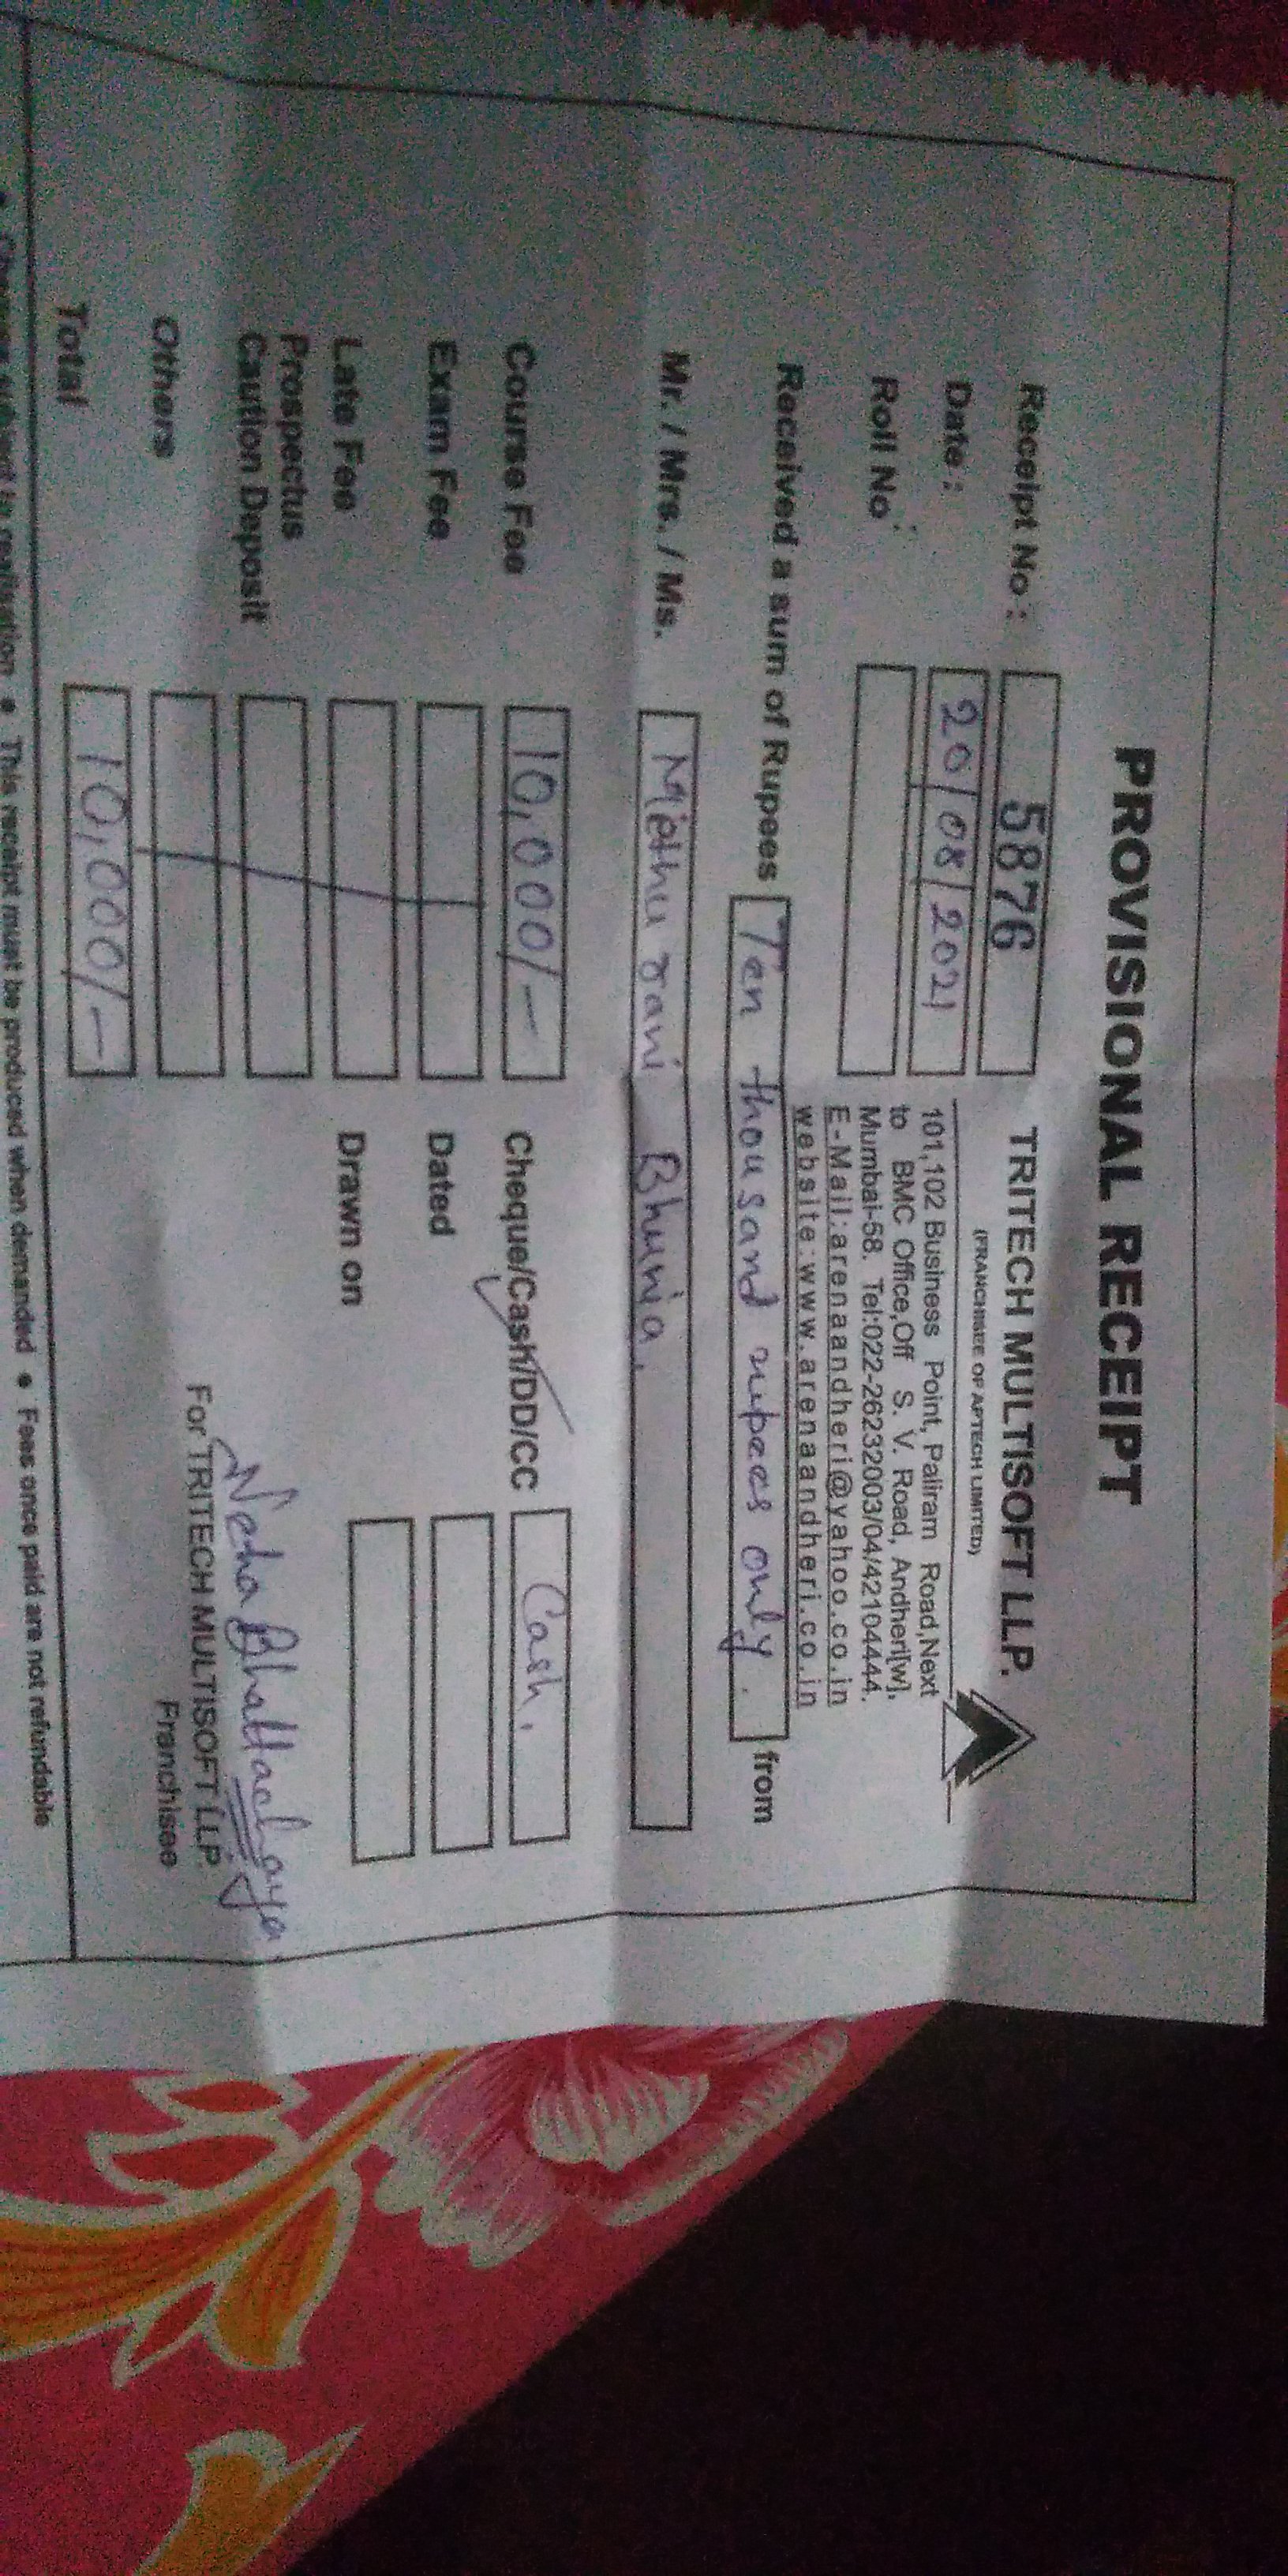 PROVISIONAL RECEIPT
Receipt No : 5876
Date : 20/08/2021
Roll No :
TRITECH MULTISOFT LLP.
(FRANCHISEE OF APTECH LIMITED)
101,102 Business Point, Paliram Road,Next
to BMC Office,Off S. V. Road, Andheri[w],
Mumbai-58. Tel:022-26232003/04/42104444.
E-Mail:arenaandheri@yahoo.co.in
website:www.arenaandheri.co.in
Received a sum of Rupees Ten thousand rupees only. from
Mr. / Mrs. / Ms. Mithu rani Bhunia.
Course Fee 10,000/- Cheque/Cash/DD/CC Cash.
Exam Fee Dated
Late Fee Drawn on
Prospectus
Caution Deposit
Others
Total 10,000/-
Neha Bhattacharya
For TRITECH MULTISOFT LLP.
Franchisee
• This receipt must be produced when demanded • Fees once paid are not refundable